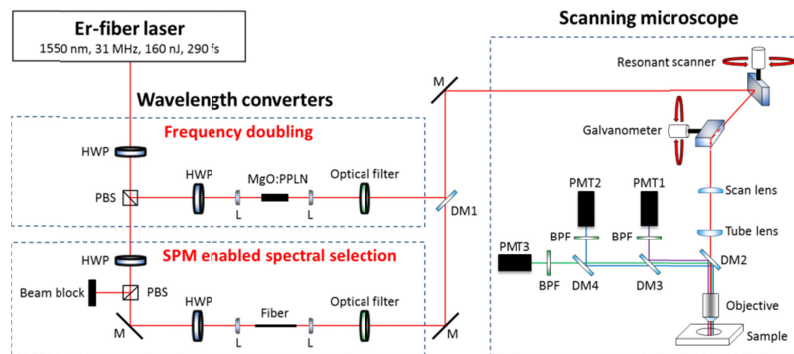 Er-fiber laser
1550 nm, 31 MHz, 160 nJ, 290 fs
Scanning microscope
Resonant scanner
M
Wavelength converters
Frequency doubling
Galvanometer
HWP
HWP
MgO:PPLN
Optical filter
PBS
L
L
DM1
PMT2
PMT1
Scan lens
HWP
SPM enabled spectral selection
PMT3
BPF
BPF
Tube lens
DM2
BPF
DM4
DM3
Beam block
PBS
HWP
Fiber
Optical filter
Objective
M
L
L
M
Sample